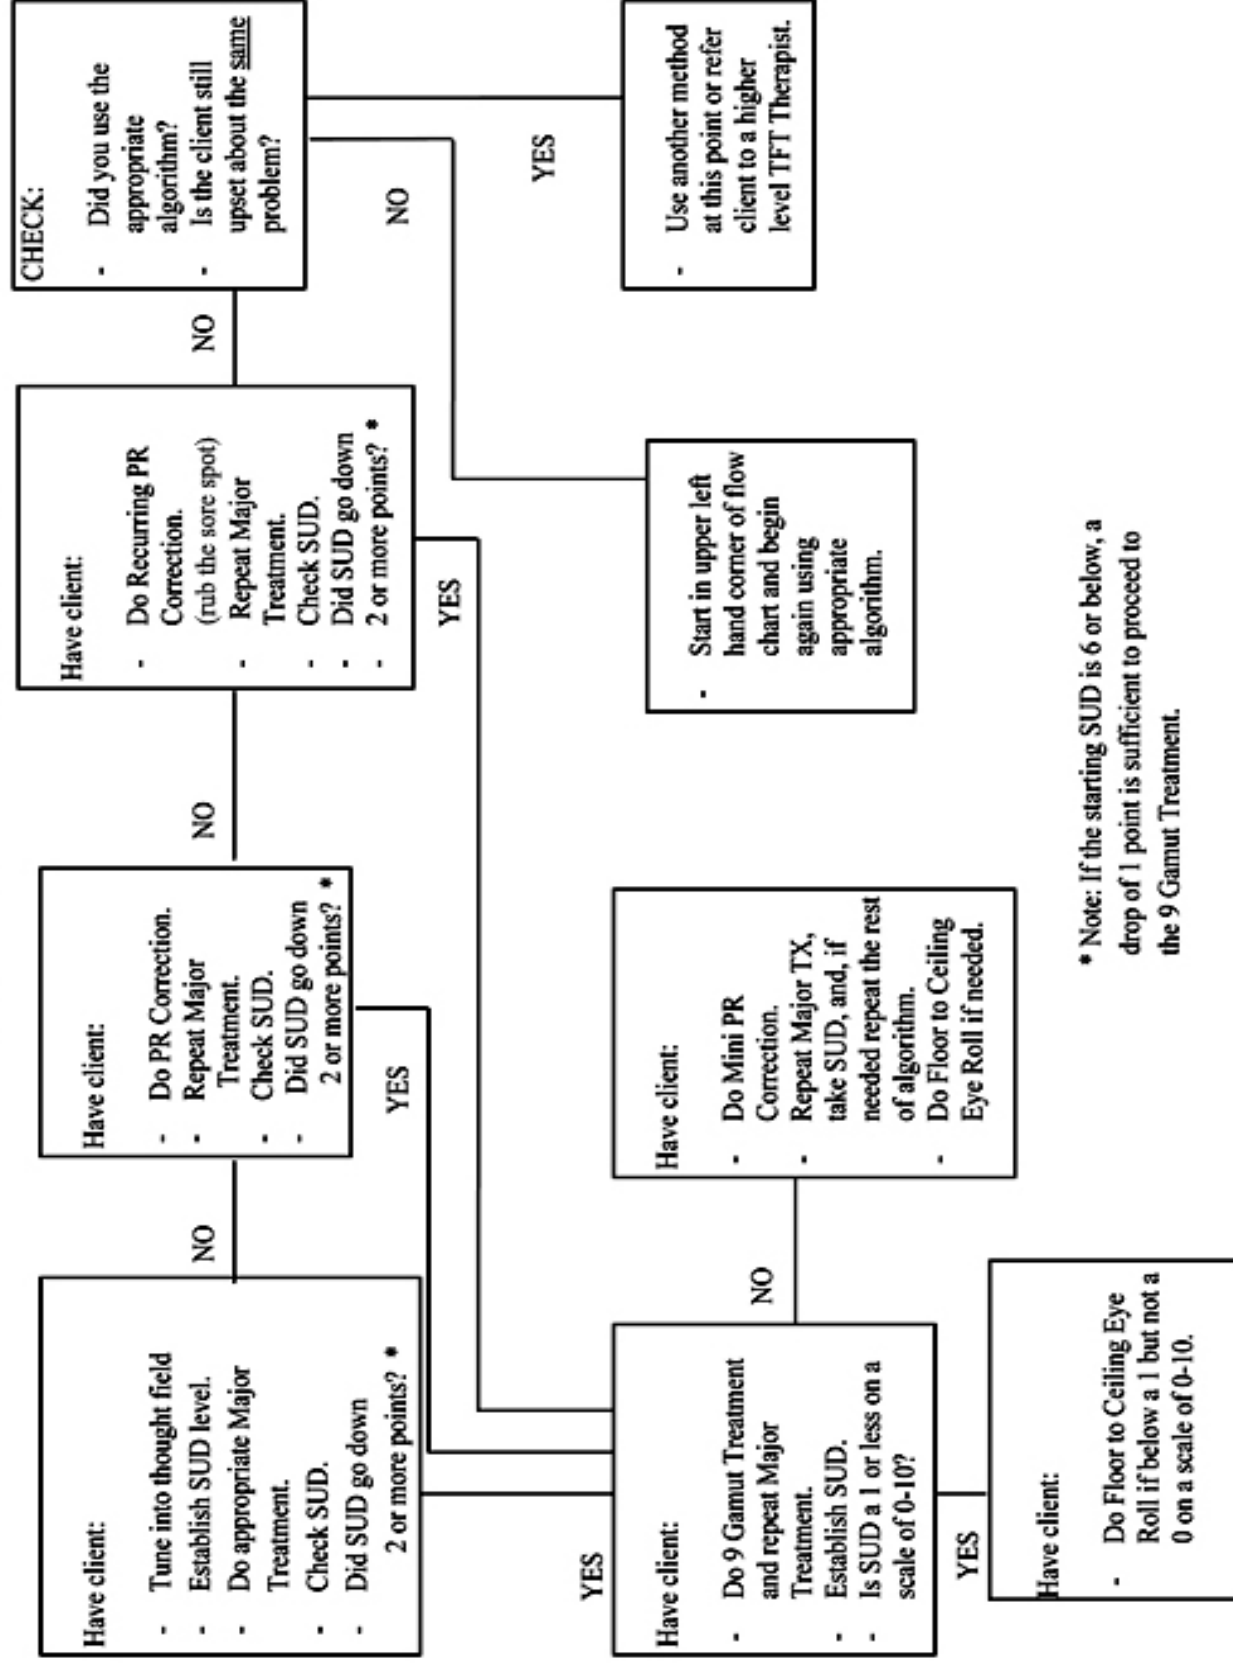 Have client:
- Tune into thought field
- Establish SUD level.
- Do appropriate Major
Treatment.
- Check SUD.
- Did SUD go down
2 or more points? *
NO
Have client:
- Do PR Correction.
- Repeat Major
Treatment.
- Check SUD.
- Did SUD go down
2 or more points? *
NO
Have client:
- Do Recurring PR
Correction.
(rub the sore spot)
- Repeat Major
Treatment.
- Check SUD.
- Did SUD go down
- 2 or more points? *
NO
CHECK:
- Did you use the
appropriate
algorithm?
- Is the client still
upset about the same
problem?
YES
YES
YES
NO
YES
Have client:
- Do 9 Gamut Treatment
and repeat Major
Treatment.
- Establish SUD.
- Is SUD a 1 or less on a
scale of 0-10?
NO
Have client:
- Do Mini PR
Correction.
- Repeat Major TX,
take SUD, and, if
needed repeat the rest
of algorithm.
- Do Floor to Ceiling
Eye Roll if needed.
- Start in upper left
hand corner of flow
chart and begin
again using
appropriate
algorithm.
- Use another method
at this point or refer
client to a higher
level TFT Therapist.
YES
Have client:
- Do Floor to Ceiling Eye
Roll if below a 1 but not a
0 on a scale of 0-10.
* Note: If the starting SUD is 6 or below, a
drop of 1 point is sufficient to proceed to
the 9 Gamut Treatment.